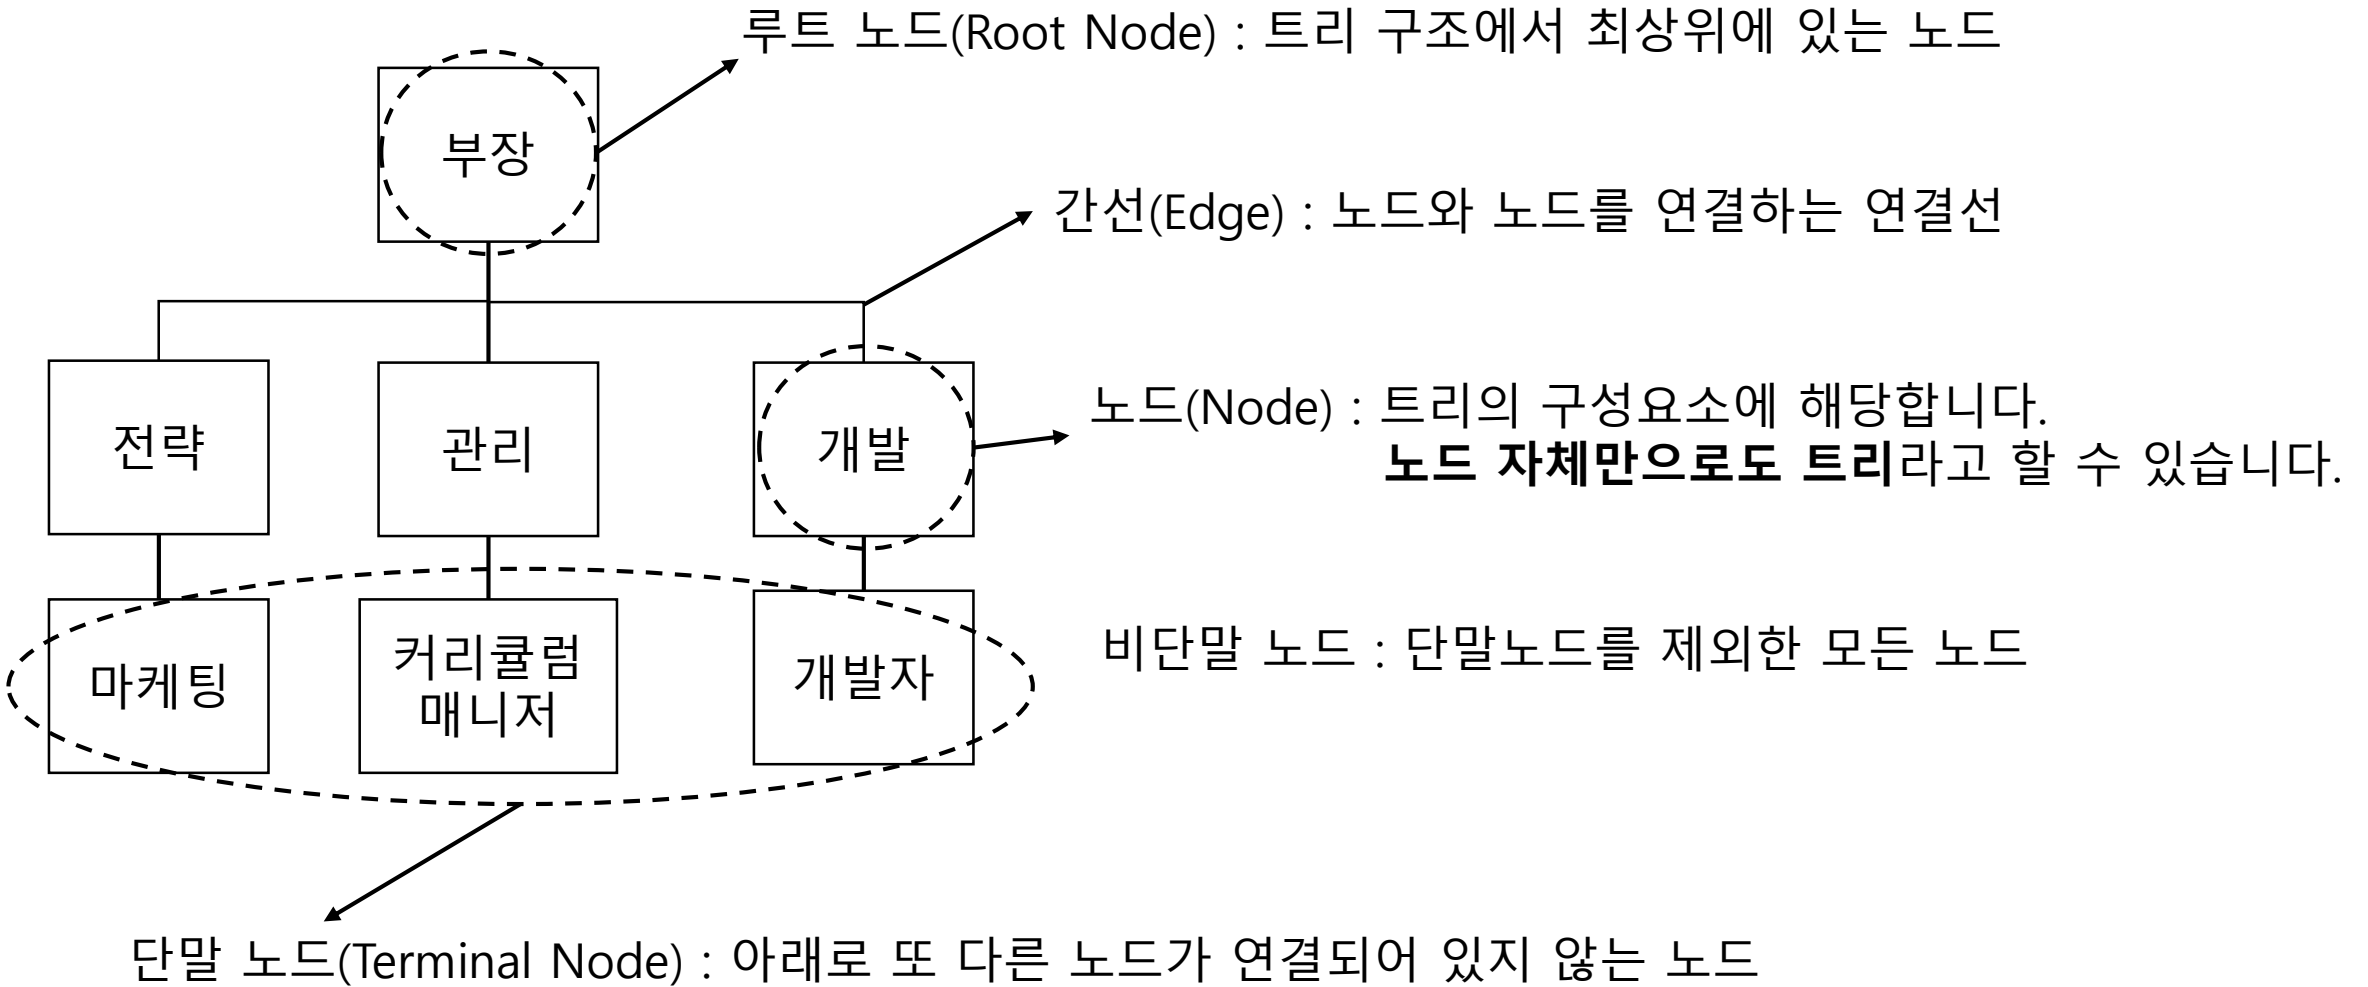 루트 노드(Root Node) : 트리 구조에서 최상위에 있는 노드
부장
간선(Edge) : 노드와 노드를 연결하는 연결선
노드(Node) : 트리의 구성요소에 해당합니다.
노드 자체만으로도 트리라고 할 수 있습니다.
전략
관리
개발
비단말 노드 : 단말노드를 제외한 모든 노드
마케팅
커리큘럼
매니저
개발자
단말 노드(Terminal Node) : 아래로 또 다른 노드가 연결되어 있지 않는 노드